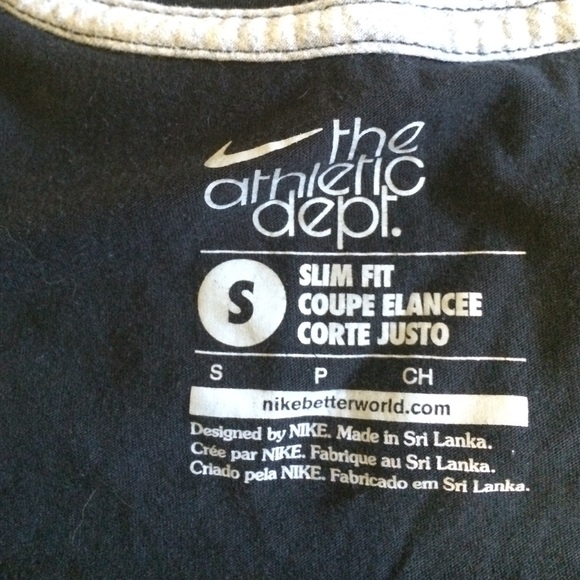 the
athletic
dept.
S SLIM FIT
COUPE ELANCEE
CORTE JUSTO
S P CH
nikebetterworld.com
Designed by NIKE. Made in Sri Lanka.
Crée par NIKE. Fabrique au Sri Lanka.
Criado pela NIKE. Fabricado em Sri Lanka.